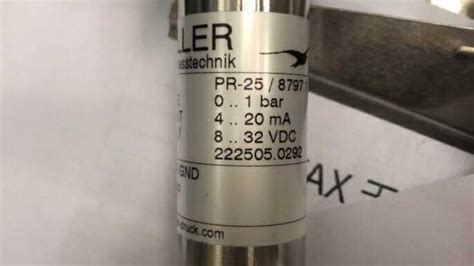 LLER
esstechnik
PR-25 / 8797
0 .. 1 bar
4 .. 20 mA
8 .. 32 VDC
222505.0292
GND
-druck.com
AX